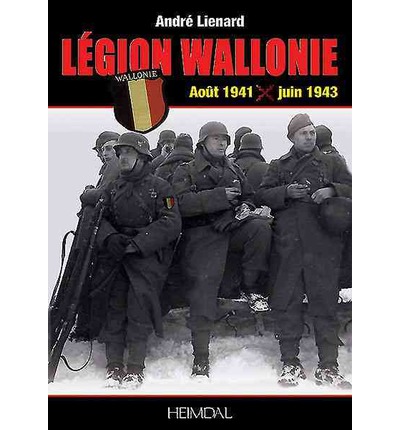 André Lienard
LÉGION WALLONIE
WALLONIE
Août 1941 juin 1943
HEIMDAL